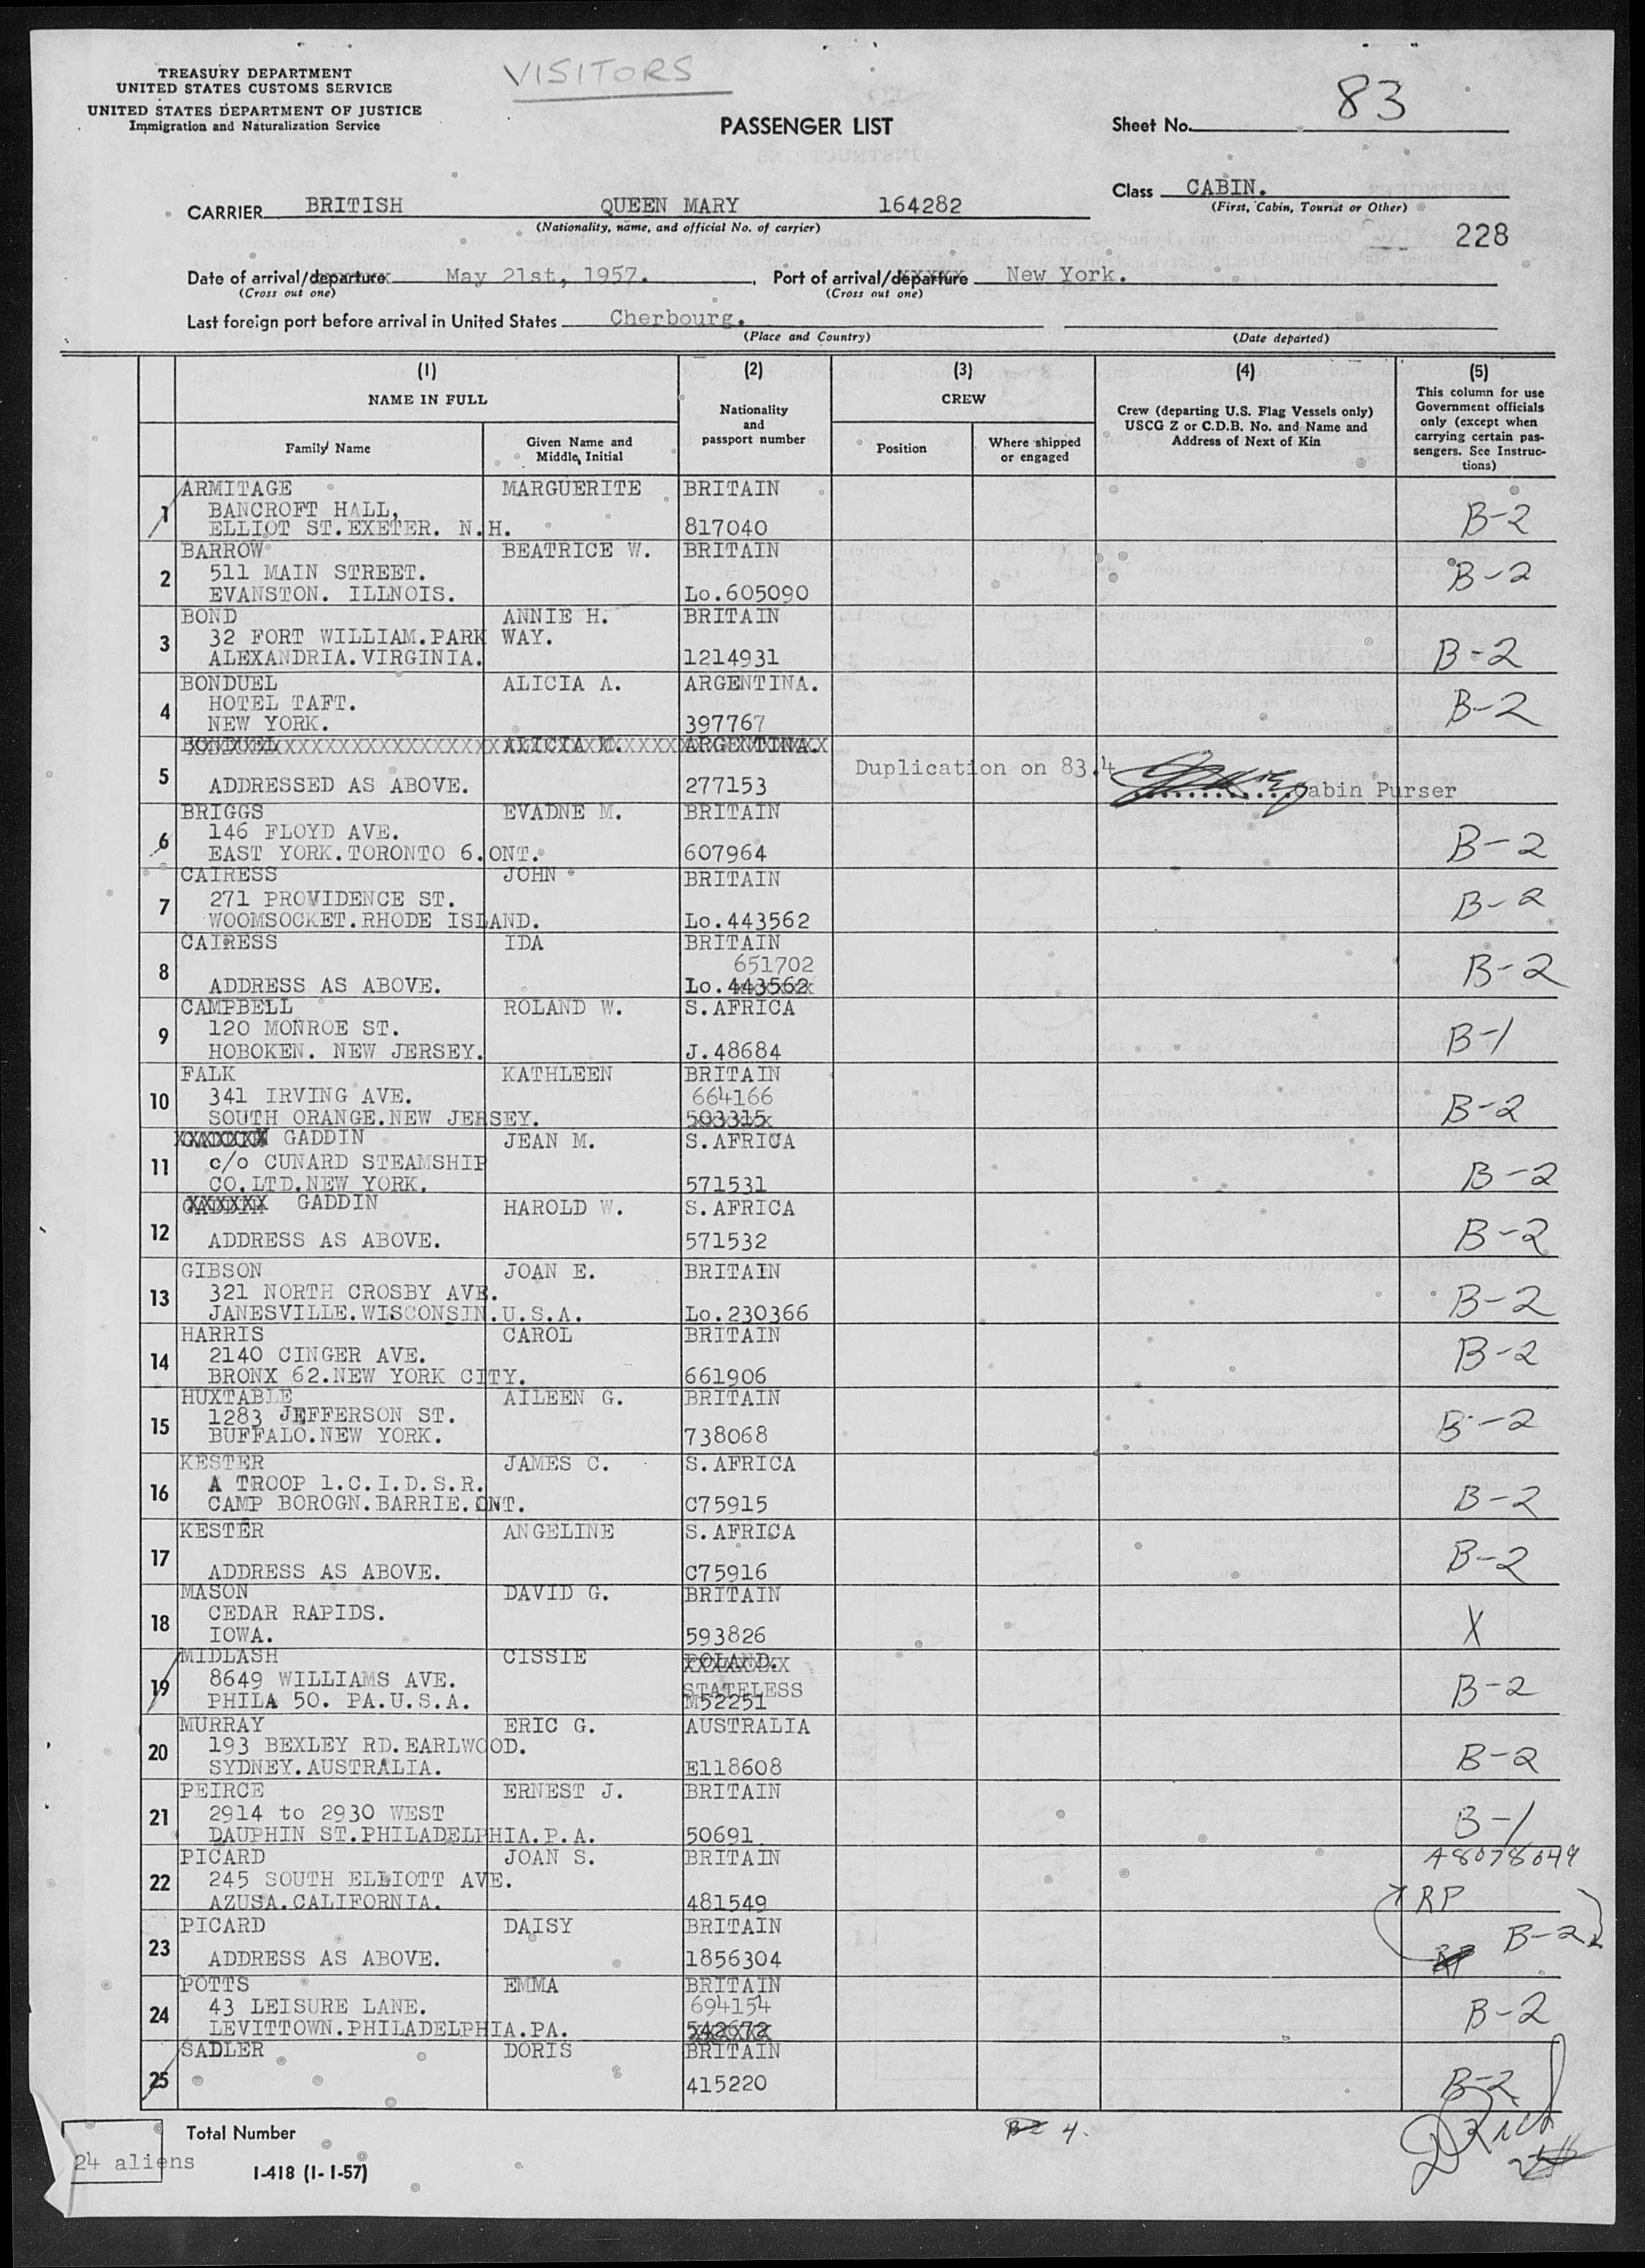 VISITORS
TREASURY DEPARTMENT
UNITED STATES CUSTOMS SERVICE
UNITED STATES DEPARTMENT OF JUSTICE
Immigration and Naturalization Service
PASSENGER LIST
Sheet No. 83
Class CABIN.
(First, Cabin, Tourist or Other)
CARRIER BRITISH QUEEN MARY 164282
(Nationality, name, and official No. of carrier)
228
Date of arrival/departure May 21st, 1957. , Port of arrival/departure New York.
(Cross out one) (Cross out one)
Last foreign port before arrival in United States Cherbourg.
(Place and Country) (Date departed)
(1) (2) (3) (4) (5)
NAME IN FULL
Family Name
Given Name and Middle Initial
Nationality and passport number
CREW
Position
Where shipped or engaged
Crew (departing U.S. Flag Vessels only)
USCG Z or C.D.B. No. and Name and
Address of Next of Kin
This column for use
Government officials
only (except when
carrying certain pas-
sengers. See Instruc-
tions)
1 ARMITAGE MARGUERITE BRITAIN
BANCROFT HALL,
ELLIOT ST.EXETER. N.H. 817040 B-2
2 BARROW BEATRICE W. BRITAIN
511 MAIN STREET.
EVANSTON. ILLNOIS. Lo.605090 B-2
3 BOND ANNIE H. BRITAIN
32 FORT WILLIAM.PARK WAY.
ALEXANDRIA.VIRGINIA. 1214931 B-2
4 BONDUEL ALICIA A. ARGENTINA.
HOTEL TAFT.
NEW YORK. 397767 B-2
5 BONDUEL ALICIA M. ARGENTINA.
Duplication on 83.4
ADDRESSED AS ABOVE. 277153 Cabin Purser
6 BRIGGS EVADNE M. BRITAIN
146 FLOYD AVE.
EAST YORK.TORONTO 6.ONT. 607964 B-2
7 CAIRESS JOHN BRITAIN
271 PROVIDENCE ST.
WOOMSOCKET.RHODE ISLAND. Lo.443562 B-2
8 CAIRESS IDA BRITAIN
651702
ADDRESS AS ABOVE. Lo.443562 B-2
9 CAMPBELL ROLAND W. S.AFRICA
120 MONROE ST.
HOBOKEN. NEW JERSEY. J.48684 B-1
10 FALK KATHLEEN BRITAIN
341 IRVING AVE. 664166
SOUTH ORANGE.NEW JERSEY. 503315 B-2
11 GADDIN JEAN M. S.AFRICA
c/o CUNARD STEAMSHIP
CO.LTD.NEW YORK. 571531 B-2
12 GADDIN HAROLD W. S.AFRICA
ADDRESS AS ABOVE. 571532 B-2
13 GIBSON JOAN E. BRITAIN
321 NORTH CROSBY AVE.
JANESVILLE.WISCONSIN.U.S.A. Lo.230366 B-2
14 HARRIS CAROL BRITAIN
2140 CINGER AVE.
BRONX 62.NEW YORK CITY. 661906 B-2
15 HUXTABLE AILEEN G. BRITAIN
1283 JEFFERSON ST.
BUFFALO.NEW YORK. 738068 B-2
16 KESTER JAMES C. S.AFRICA
A TROOP 1.C.I.D.S.R.
CAMP BOROGN.BARRIE.ONT. C75915 B-2
17 KESTER ANGELINE S.AFRICA
ADDRESS AS ABOVE. C75916 B-2
18 MASON DAVID G. BRITAIN
CEDAR RAPIDS.
IOWA. 593826 X
19 MIDLASH CISSIE POLAND.
8649 WILLIAMS AVE. STATELESS
PHILA 50. PA.U.S.A. M52251 B-2
20 MURRAY ERIC G. AUSTRALIA
193 BEXLEY RD.EARLWOOD.
SYDNEY.AUSTRALIA. E118608 B-2
21 PEIRCE ERNEST J. BRITAIN
2914 to 2930 WEST
DAUPHIN ST.PHILADELPHIA.P.A. 50691 B-1
22 PICARD JOAN S. BRITAIN A8078049
245 SOUTH ELLIOTT AVE.
AZUSA.CALIFORNIA. 481549 RP
23 PICARD DAISY BRITAIN
ADDRESS AS ABOVE. 1856304 RP B-2
24 POTTS EMMA BRITAIN
43 LEISURE LANE. 694154
LEVITTOWN.PHILADELPHIA.PA. 542672 B-2
25 SADLER DORIS BRITAIN
415220 B-2
Total Number
24 aliens
I-418 (1-1-57)
4.